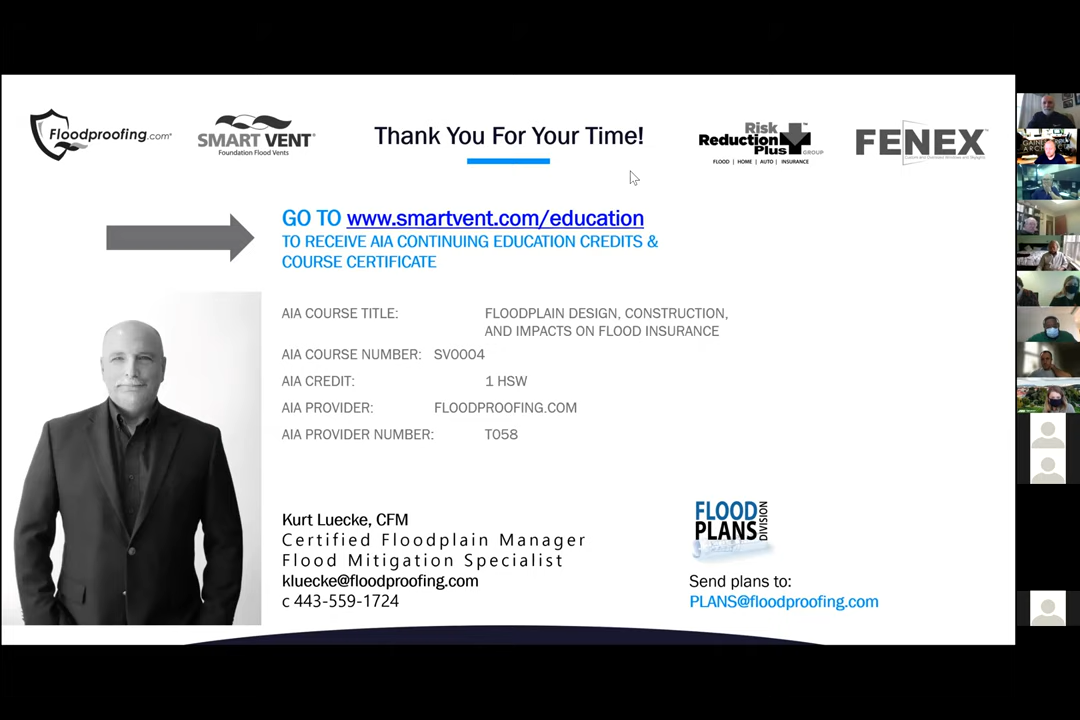 Floodproofing.com
SMART VENT
Foundation Flood Vents
Thank You For Your Time!
Risk
Reduction
Plus GROUP
FLOOD | HOME | AUTO | INSURANCE
FENEX
GO TO www.smartvent.com/education
TO RECEIVE AIA CONTINUING EDUCATION CREDITS &
COURSE CERTIFICATE
AIA COURSE TITLE: FLOODPLAIN DESIGN, CONSTRUCTION,
AND IMPACTS ON FLOOD INSURANCE
AIA COURSE NUMBER: SV0004
AIA CREDIT: 1 HSW
AIA PROVIDER: FLOODPROOFING.COM
AIA PROVIDER NUMBER: T058
Kurt Luecke, CFM
Certified Floodplain Manager
Flood Mitigation Specialist
kluecke@floodproofing.com
c 443-559-1724
FLOOD
PLANS
DIVISION
Send plans to:
PLANS@floodproofing.com